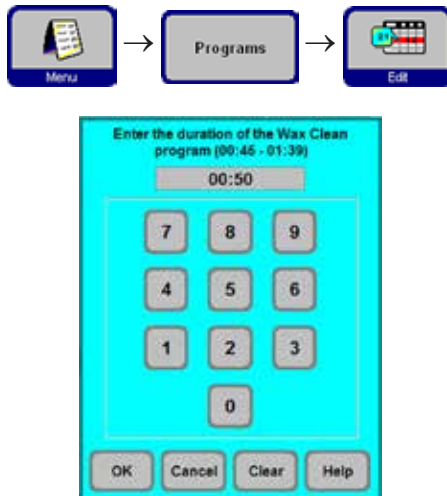 Menu
Programs
Edit
Enter the duration of the Wax Clean
program (00:45 - 01:39)
00:50
7 8 9
4 5 6
1 2 3
0
OK Cancel Clear Help